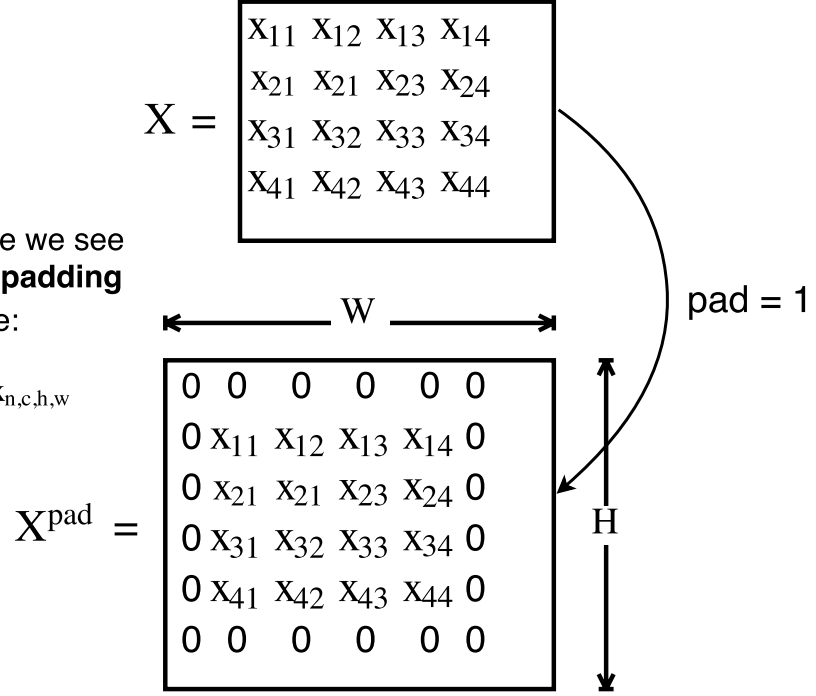 x₁₁ x₁₂ x₁₃ x₁₄
x₂₁ x₂₁ x₂₃ x₂₄
X =
x₃₁ x₃₂ x₃₃ x₃₄
x₄₁ x₄₂ x₄₃ x₄₄
e we see
padding
e:
pad = 1
W
n,c,h,w
0 0 0 0 0 0
0 x₁₁ x₁₂ x₁₃ x₁₄ 0
0 x₂₁ x₂₁ x₂₃ x₂₄ 0
Xᵖᵃᵈ =
H
0 x₃₁ x₃₂ x₃₃ x₃₄ 0
0 x₄₁ x₄₂ x₄₃ x₄₄ 0
0 0 0 0 0 0